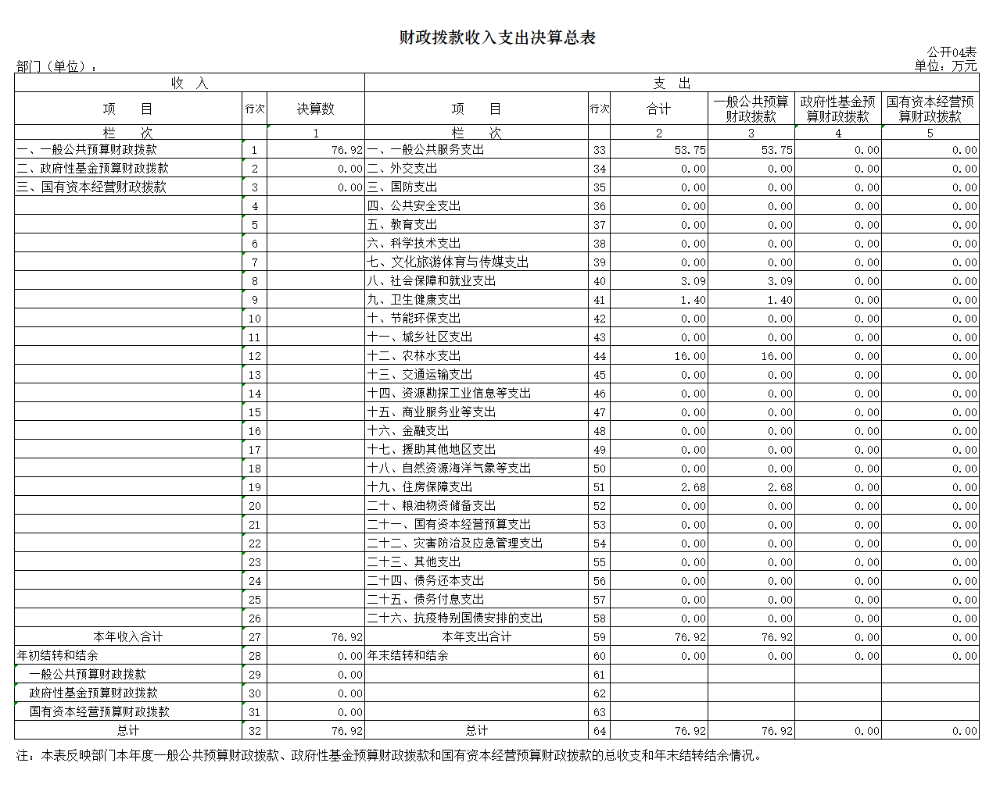 财政拨款收入支出决算总表
公开04表
部门（单位）： 单位：万元
收 入 支 出
项 目 行次 决算数 项 目 行次 合计 一般公共预算财政拨款 政府性基金预算财政拨款 国有资本经营预算财政拨款
栏 次 1 栏 次 2 3 4 5
一、一般公共预算财政拨款 1 76.92 一、一般公共服务支出 33 53.75 53.75 0.00 0.00
二、政府性基金预算财政拨款 2 0.00 二、外交支出 34 0.00 0.00 0.00 0.00
三、国有资本经营财政拨款 3 0.00 三、国防支出 35 0.00 0.00 0.00 0.00
4 四、公共安全支出 36 0.00 0.00 0.00 0.00
5 五、教育支出 37 0.00 0.00 0.00 0.00
6 六、科学技术支出 38 0.00 0.00 0.00 0.00
7 七、文化旅游体育与传媒支出 39 0.00 0.00 0.00 0.00
8 八、社会保障和就业支出 40 3.09 3.09 0.00 0.00
9 九、卫生健康支出 41 1.40 1.40 0.00 0.00
10 十、节能环保支出 42 0.00 0.00 0.00 0.00
11 十一、城乡社区支出 43 0.00 0.00 0.00 0.00
12 十二、农林水支出 44 16.00 16.00 0.00 0.00
13 十三、交通运输支出 45 0.00 0.00 0.00 0.00
14 十四、资源勘探工业信息等支出 46 0.00 0.00 0.00 0.00
15 十五、商业服务业等支出 47 0.00 0.00 0.00 0.00
16 十六、金融支出 48 0.00 0.00 0.00 0.00
17 十七、援助其他地区支出 49 0.00 0.00 0.00 0.00
18 十八、自然资源海洋气象等支出 50 0.00 0.00 0.00 0.00
19 十九、住房保障支出 51 2.68 2.68 0.00 0.00
20 二十、粮油物资储备支出 52 0.00 0.00 0.00 0.00
21 二十一、国有资本经营预算支出 53 0.00 0.00 0.00 0.00
22 二十二、灾害防治及应急管理支出 54 0.00 0.00 0.00 0.00
23 二十三、其他支出 55 0.00 0.00 0.00 0.00
24 二十四、债务还本支出 56 0.00 0.00 0.00 0.00
25 二十五、债务付息支出 57 0.00 0.00 0.00 0.00
26 二十六、抗疫特别国债安排的支出 58 0.00 0.00 0.00 0.00
本年收入合计 27 76.92 本年支出合计 59 76.92 76.92 0.00 0.00
年初结转和结余 28 0.00 年末结转和结余 60 0.00 0.00 0.00 0.00
一般公共预算财政拨款 29 0.00 61
政府性基金预算财政拨款 30 0.00 62
国有资本经营预算财政拨款 31 0.00 63
总计 32 76.92 总计 64 76.92 76.92 0.00 0.00
注：本表反映部门本年度一般公共预算财政拨款、政府性基金预算财政拨款和国有资本经营预算财政拨款的总收支和年末结转结余情况。